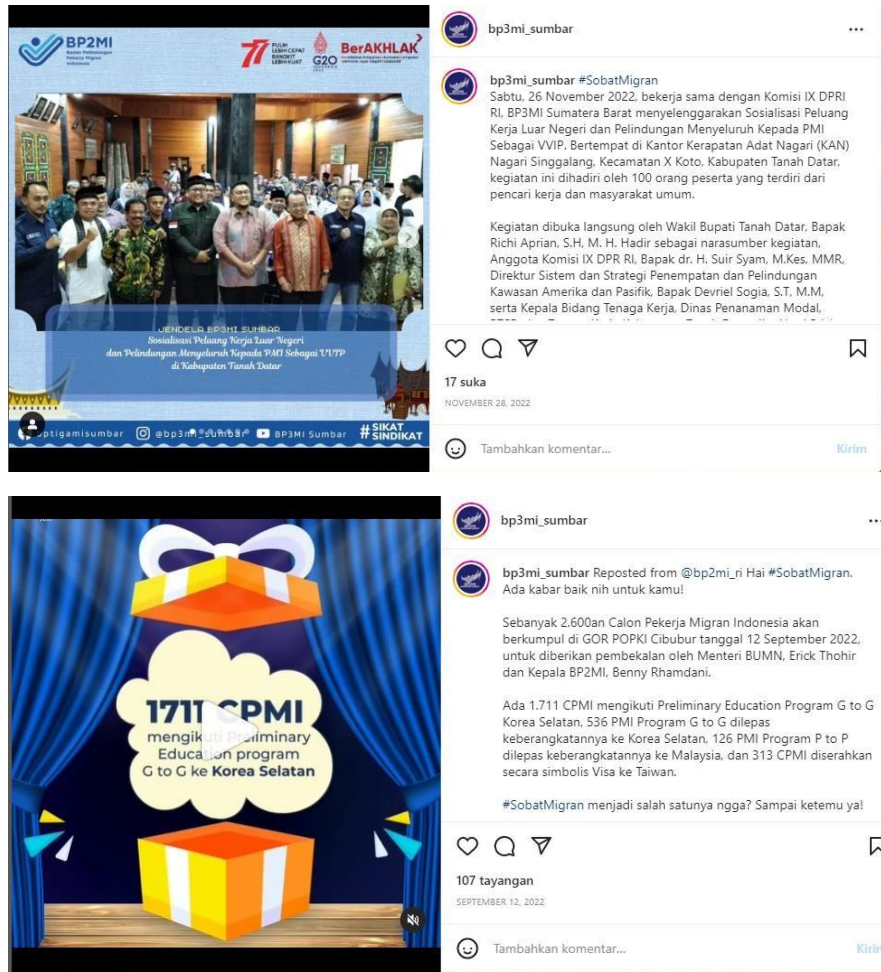 BP2MI
Badan Pelindungan
Pekerja Migran
Indonesia
77
PULIH
LEBIH CEPAT
BANGKIT
LEBIH KUAT
G20
BerAKHLAK
JENDELA BP3MI SUMBAR
Sosialisasi Peluang Kerja Luar Negeri
dan Pelindungan Menyeluruh Kepada PMI Sebagai VVIP
di Kabupaten Tanah Datar
@bp3mi_sumbar
BP3MI Sumbar
#SIKAT
SINDIKAT
bp3mi_sumbar
bp3mi_sumbar #SobatMigran
Sabtu, 26 November 2022, bekerja sama dengan Komisi IX DPRI
RI, BP3MI Sumatera Barat menyelenggarakan Sosialisasi Peluang
Kerja Luar Negeri dan Pelindungan Menyeluruh Kepada PMI
Sebagai VVIP. Bertempat di Kantor Kerapatan Adat Nagari (KAN)
Nagari Singgalang, Kecamatan X Koto, Kabupaten Tanah Datar,
kegiatan ini dihadiri oleh 100 orang peserta yang terdiri dari
pencari kerja dan masyarakat umum.
Kegiatan dibuka langsung oleh Wakil Bupati Tanah Datar, Bapak
Richi Aprian, S.H, M. H. Hadir sebagai narasumber kegiatan,
Anggota Komisi IX DPR RI, Bapak dr. H. Suir Syam, M.Kes, MMR,
Direktur Sistem dan Strategi Penempatan dan Pelindungan
Kawasan Amerika dan Pasifik, Bapak Devriel Sogia, S.T, M.M,
serta Kepala Bidang Tenaga Kerja, Dinas Penanaman Modal,
17 suka
NOVEMBER 28, 2022
Tambahkan komentar...
Kirim
1711 CPMI
mengikuti Preliminary
Education program
G to G ke Korea Selatan
bp3mi_sumbar
bp3mi_sumbar Reposted from @bp2mi_ri Hai #SobatMigran.
Ada kabar baik nih untuk kamu!
Sebanyak 2.600an Calon Pekerja Migran Indonesia akan
berkumpul di GOR POPKI Cibubur tanggal 12 September 2022,
untuk diberikan pembekalan oleh Menteri BUMN, Erick Thohir
dan Kepala BP2MI, Benny Rhamdani.
Ada 1.711 CPMI mengikuti Preliminary Education Program G to G
Korea Selatan, 536 PMI Program G to G dilepas
keberangkatannya ke Korea Selatan, 126 PMI Program P to P
dilepas keberangkatannya ke Malaysia, dan 313 CPMI diserahkan
secara simbolis Visa ke Taiwan.
#SobatMigran menjadi salah satunya ngga? Sampai ketemu ya!
107 tayangan
SEPTEMBER 12, 2022
Tambahkan komentar...
Kirim